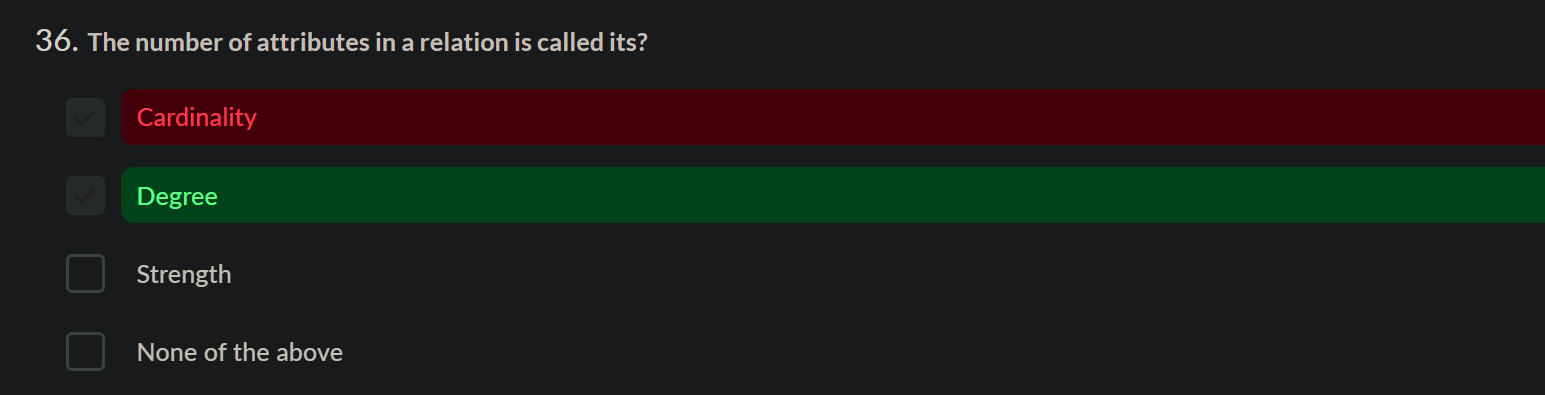 36. The number of attributes in a relation is called its?
Cardinality
Degree
Strength
None of the above